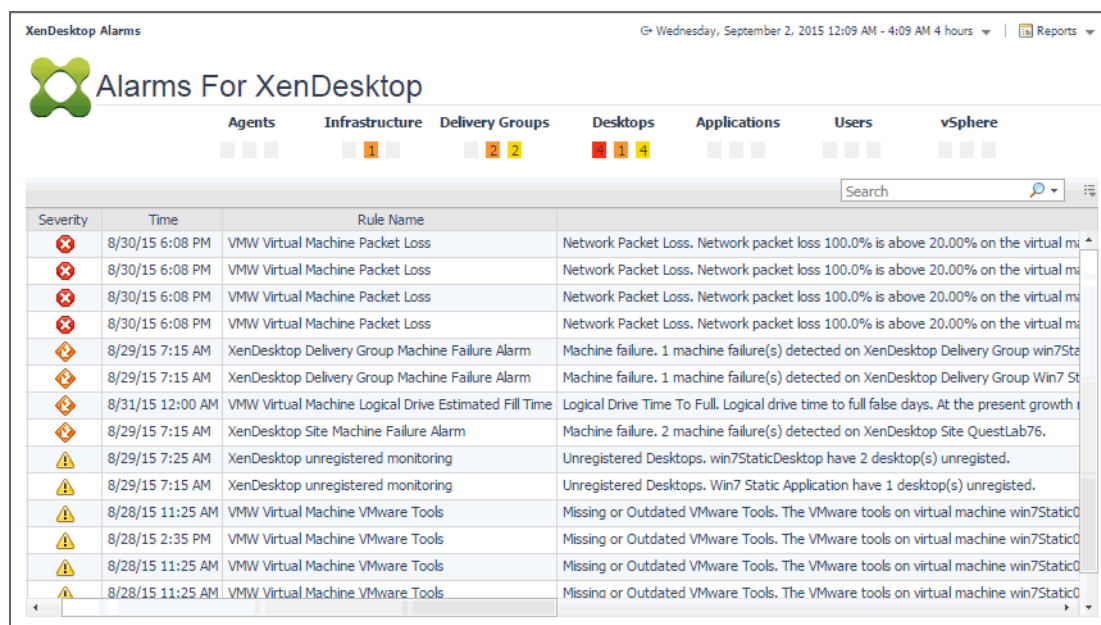 XenDesktop Alarms
Wednesday, September 2, 2015 12:09 AM - 4:09 AM 4 hours | Reports
Alarms For XenDesktop
Agents Infrastructure Delivery Groups Desktops Applications Users vSphere
1 2 2 4 1 4
Search
Severity Time Rule Name
8/30/15 6:08 PM VMW Virtual Machine Packet Loss Network Packet Loss. Network packet loss 100.0% is above 20.00% on the virtual ma
8/30/15 6:08 PM VMW Virtual Machine Packet Loss Network Packet Loss. Network packet loss 100.0% is above 20.00% on the virtual ma
8/30/15 6:08 PM VMW Virtual Machine Packet Loss Network Packet Loss. Network packet loss 100.0% is above 20.00% on the virtual ma
8/30/15 6:08 PM VMW Virtual Machine Packet Loss Network Packet Loss. Network packet loss 100.0% is above 20.00% on the virtual ma
8/29/15 7:15 AM XenDesktop Delivery Group Machine Failure Alarm Machine failure. 1 machine failure(s) detected on XenDesktop Delivery Group win7Sta
8/29/15 7:15 AM XenDesktop Delivery Group Machine Failure Alarm Machine failure. 1 machine failure(s) detected on XenDesktop Delivery Group Win7 St
8/31/15 12:00 AM VMW Virtual Machine Logical Drive Estimated Fill Time Logical Drive Time To Full. Logical drive time to full false days. At the present growth
8/29/15 7:15 AM XenDesktop Site Machine Failure Alarm Machine failure. 2 machine failure(s) detected on XenDesktop Site QuestLab76.
8/29/15 7:25 AM XenDesktop unregistered monitoring Unregistered Desktops. win7StaticDesktop have 2 desktop(s) unregisted.
8/29/15 7:15 AM XenDesktop unregistered monitoring Unregistered Desktops. Win7 Static Application have 1 desktop(s) unregisted.
8/28/15 11:25 AM VMW Virtual Machine VMware Tools Missing or Outdated VMware Tools. The VMware tools on virtual machine win7Static0
8/28/15 2:35 PM VMW Virtual Machine VMware Tools Missing or Outdated VMware Tools. The VMware tools on virtual machine win7Static0
8/28/15 11:25 AM VMW Virtual Machine VMware Tools Missing or Outdated VMware Tools. The VMware tools on virtual machine win7Static0
8/28/15 11:25 AM VMW Virtual Machine VMware Tools Missing or Outdated VMware Tools. The VMware tools on virtual machine win7Static0